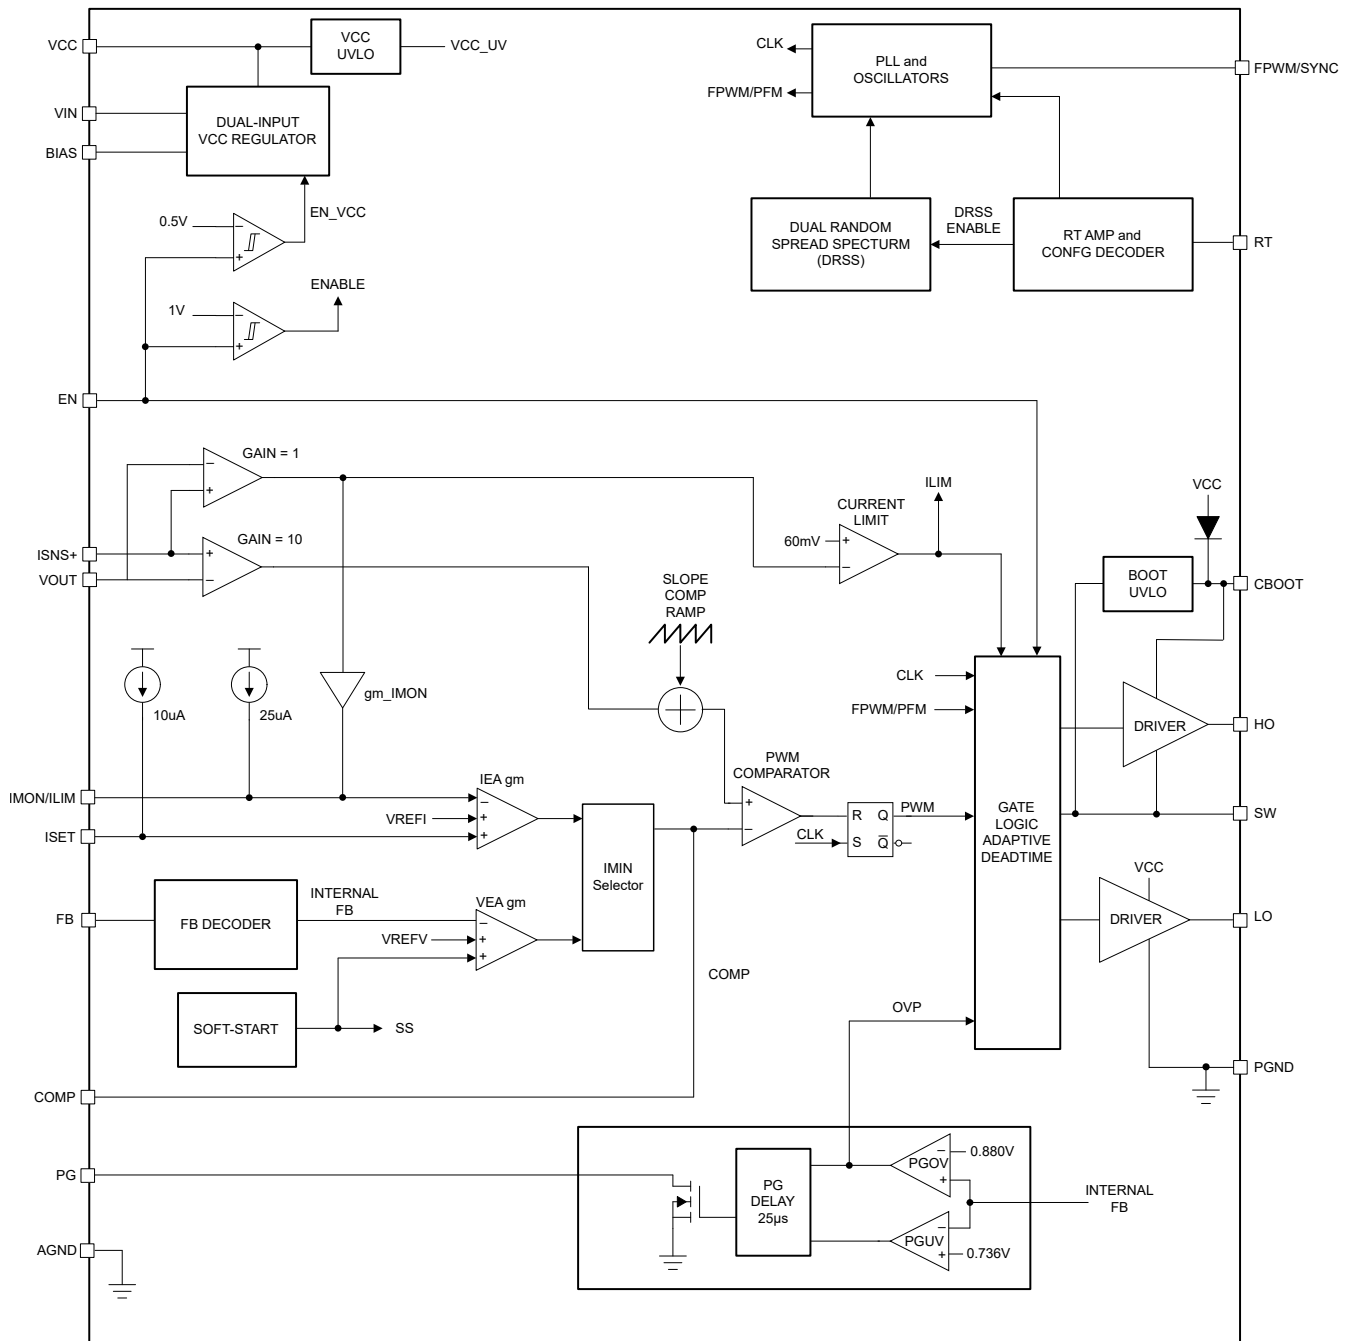 VCC
VCC
UVLO
VCC_UV
VIN
BIAS
DUAL-INPUT
VCC REGULATOR
EN_VCC
0.5V
−
+
ENABLE
1V
−
+
EN
CLK
FPWM/PFM
PLL and
OSCILLATORS
FPWM/SYNC
DUAL RANDOM
SPREAD SPECTURM
(DRSS)
DRSS
ENABLE
RT AMP and
CONFG DECODER
RT
GAIN = 1
−
+
GAIN = 10
+
−
ISNS+
VOUT
CURRENT
LIMIT
60mV
+
−
ILIM
VCC
BOOT
UVLO
CBOOT
SLOPE
COMP
RAMP
10uA
25uA
gm_IMON
CLK
FPWM/PFM
DRIVER
HO
IMON/ILIM
ISET
IEA gm
−
VREFI
+
+
IMIN
Selector
PWM
COMPARATOR
+
−
CLK
R
Q
S
Q
PWM
GATE
LOGIC
ADAPTIVE
DEADTIME
SW
VCC
DRIVER
LO
FB
FB DECODER
INTERNAL
FB
VEA gm
−
VREFV
+
+
COMP
SOFT-START
SS
OVP
COMP
PGND
PG
PG
DELAY
25µs
PGOV
−
+
0.880V
PGUV
−
+
0.736V
INTERNAL
FB
AGND